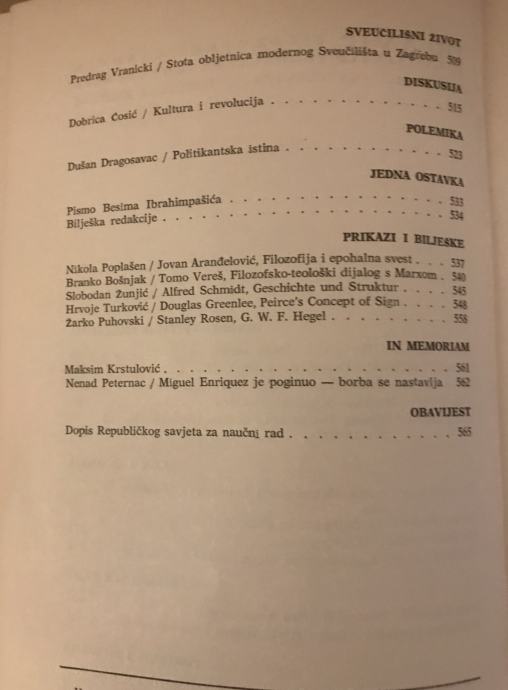 SVEUČILIŠNI ŽIVOT
Predrag Vranicki / Stota obljetnica modernog Sveučilišta u Zagrebu 509
DISKUSIJA
Dobrica Ćosić / Kultura i revolucija . . . . . . . . . . . . 515
POLEMIKA
Dušan Dragosavac / Politikantska istina . . . . . . . . . . . 523
JEDNA OSTAVKA
Pismo Besima Ibrahimpašića . . . . . . . . . . . . . . . 533
Bilješka redakcije . . . . . . . . . . . . . . . . . . . 534
PRIKAZI I BILJEŠKE
Nikola Poplašen / Jovan Aranđelović, Filozofija i epohalna svest . . . 537
Branko Bošnjak / Tomo Vereš, Filozofsko-teološki dijalog s Marxom . 540
Slobodan Žunjić / Alfred Schmidt, Geschichte und Struktur . . . . 545
Hrvoje Turković / Douglas Greenlee, Peirce's Concept of Sign . . . . 548
Žarko Puhovski / Stanley Rosen, G. W. F. Hegel . . . . . . . . 558
IN MEMORIAM
Maksim Krstulović . . . . . . . . . . . . . . . . . . . 561
Nenad Peternac / Miguel Enriquez je poginuo — borba se nastavlja 562
OBAVIJEST
Dopis Republičkog savjeta za naučni rad . . . . . . . . . . . 565